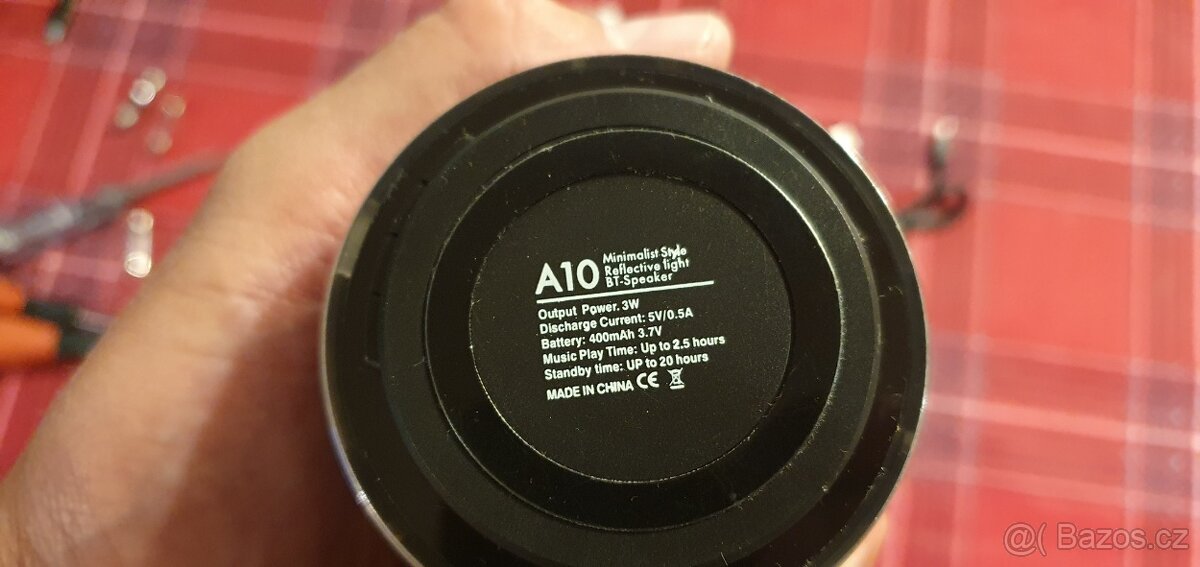 A10
Minimalist Style
Reflective light
BT-Speaker
Output Power. 3W
Discharge Current: 5V/0.5A
Battery: 400mAh 3.7V
Music Play Time: Up to 2.5 hours
Standby time: UP to 20 hours
MADE IN CHINA CE
@( Bazos.cz